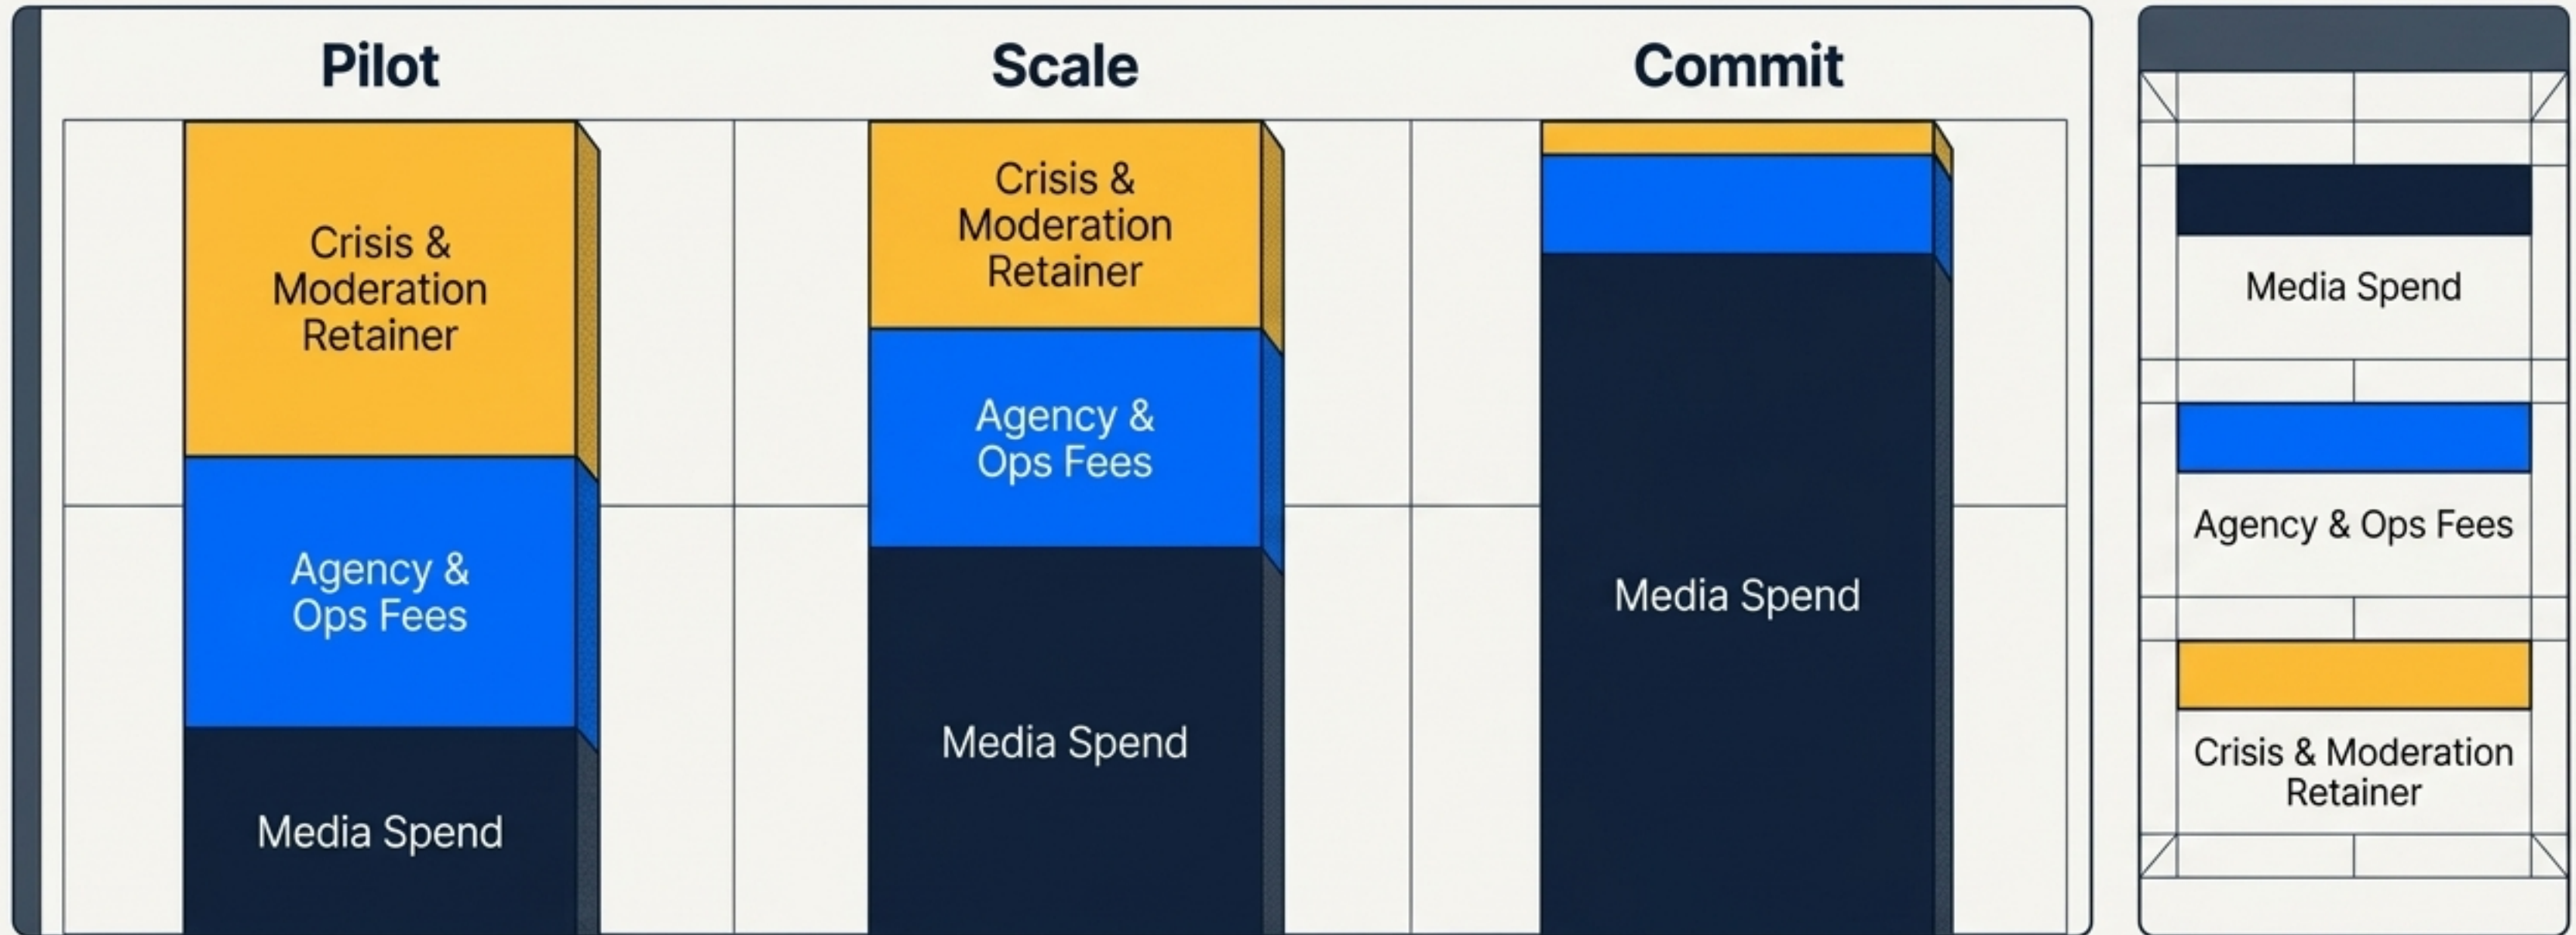 Pilot
Crisis &
Moderation
Retainer
Agency &
Ops Fees
Media Spend
Scale
Crisis &
Moderation
Retainer
Agency &
Ops Fees
Media Spend
Commit
Media Spend
Media Spend
Agency & Ops Fees
Crisis & Moderation
Retainer